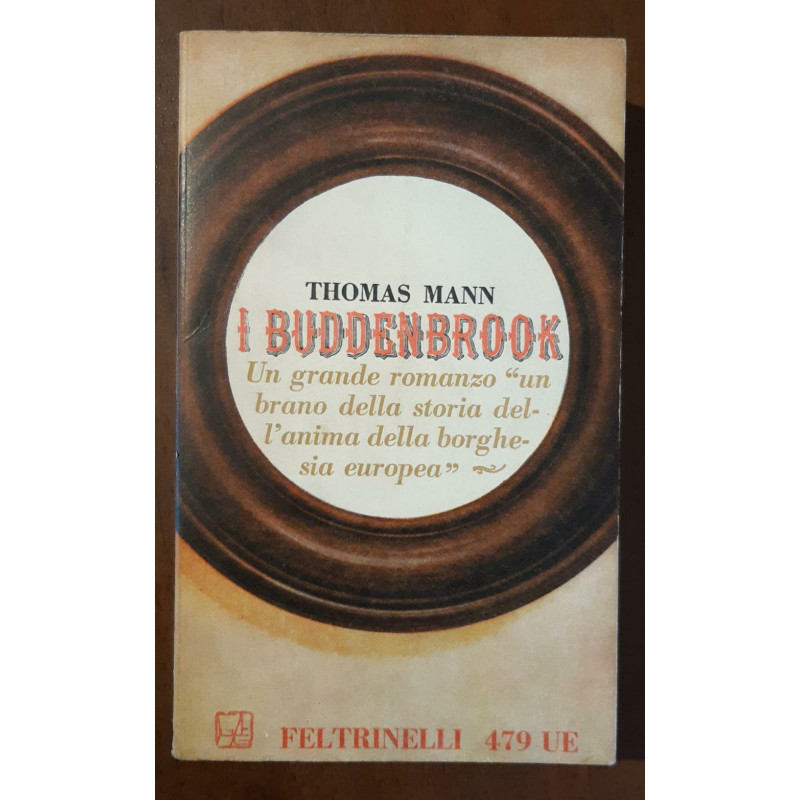 THOMAS MANN
I BUDDENBROOK
Un grande romanzo “un
brano della storia del-
l’anima della borghe-
sia europea”
FELTRINELLI 479 UE